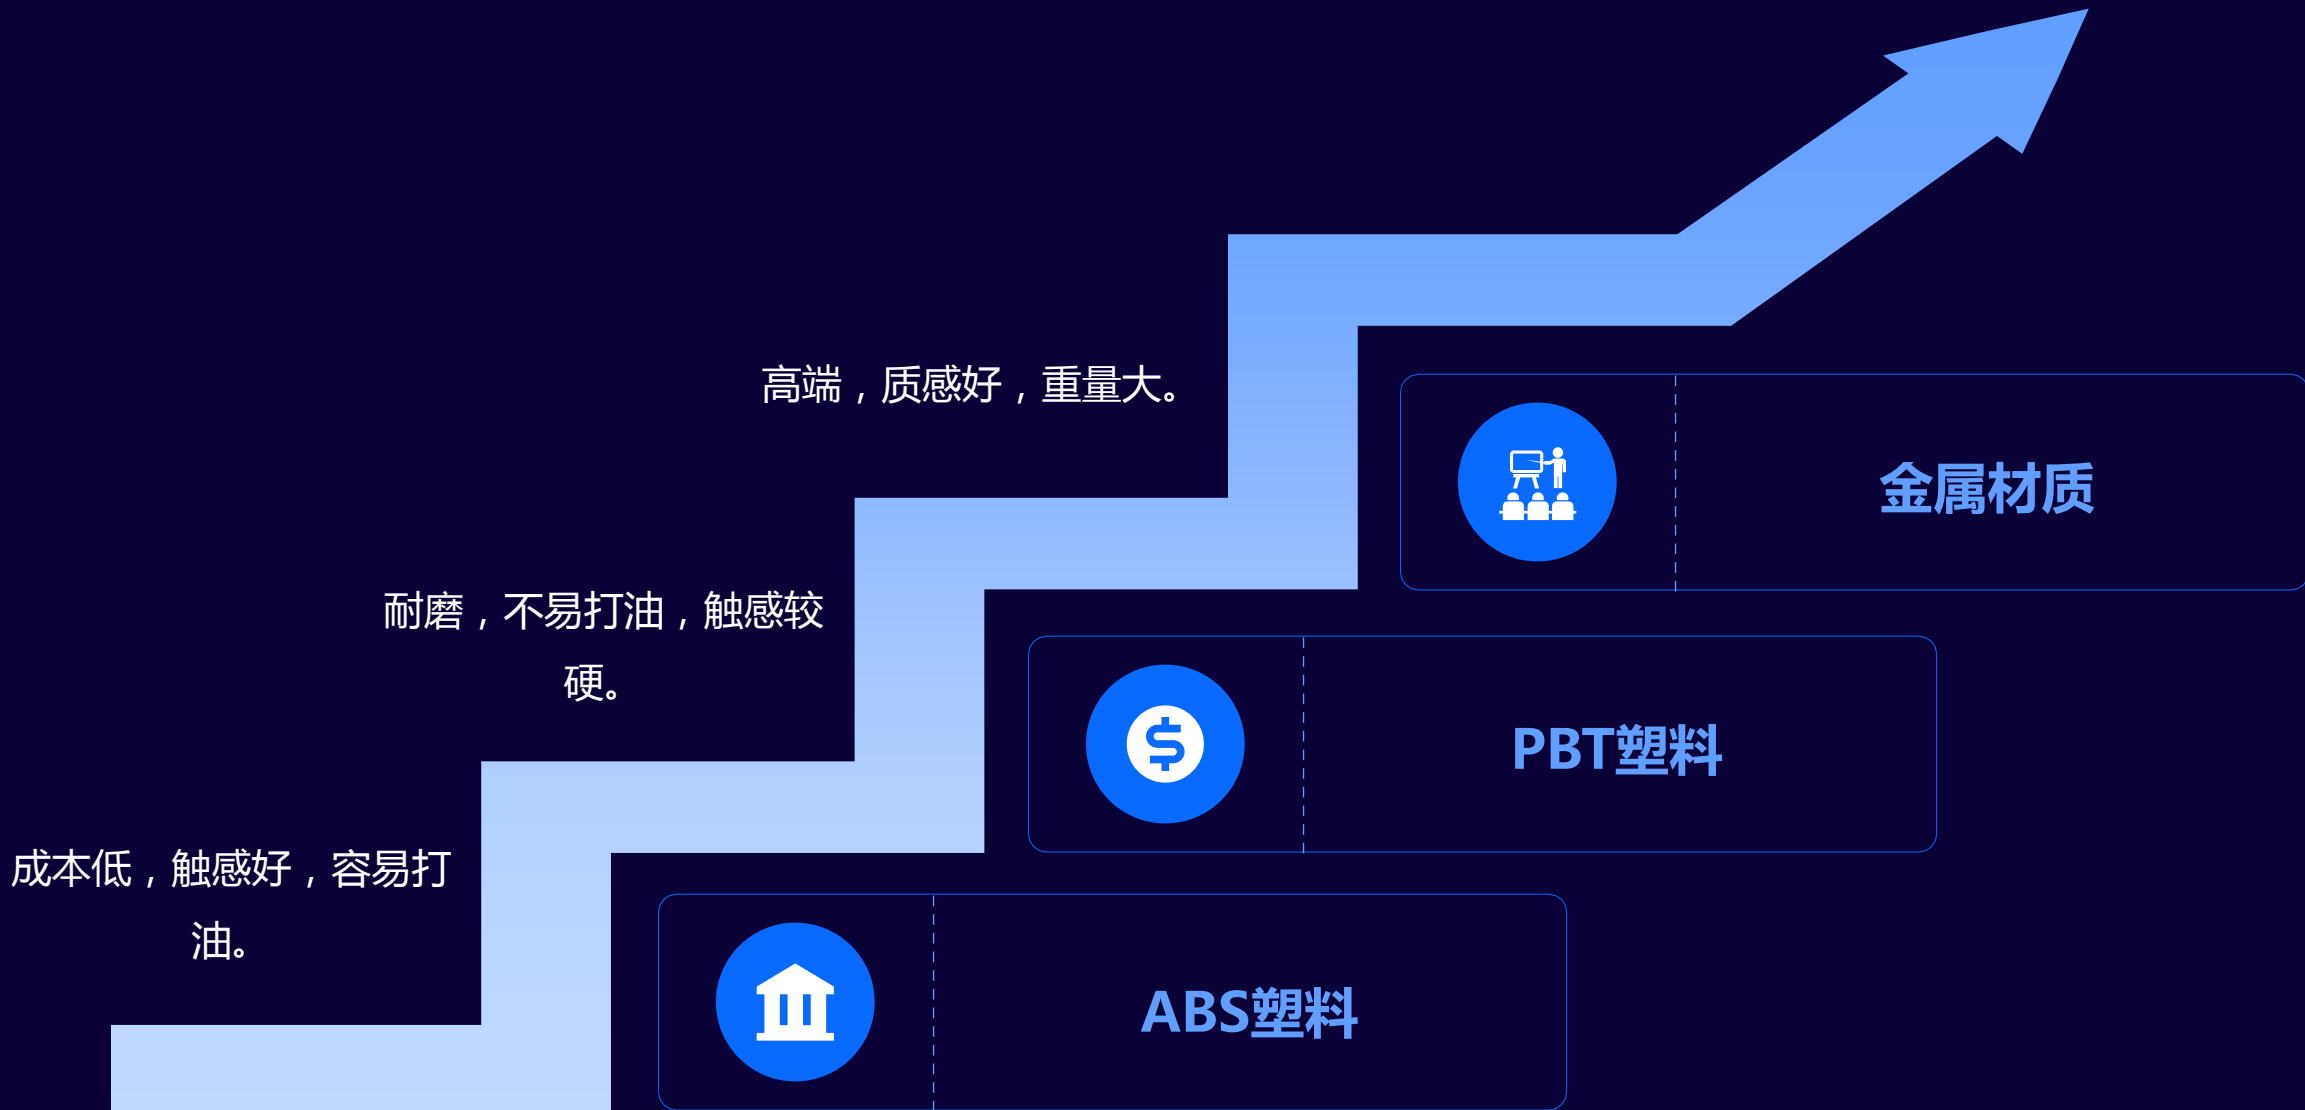 高端，质感好，重量大。
金属材质
耐磨，不易打油，触感较
硬。
PBT塑料
成本低，触感好，容易打
油。
ABS塑料